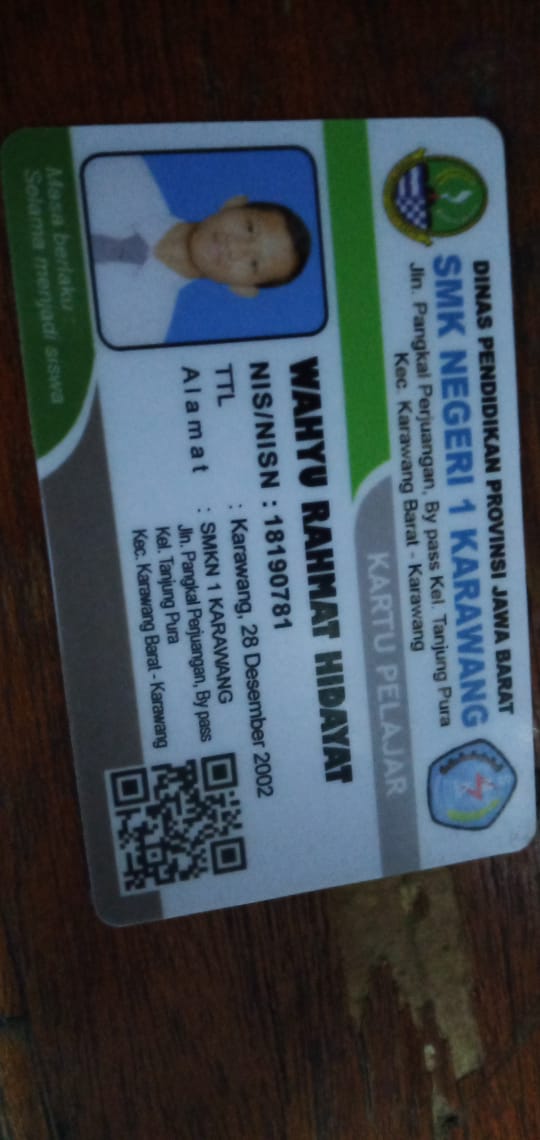 DINAS PENDIDIKAN PROVINSI JAWA BARAT
SMK NEGERI 1 KARAWANG
Jln. Pangkal Perjuangan, By pass Kel. Tanjung Pura
Kec. Karawang Barat - Karawang
KARTU PELAJAR
WAHYU RAHMAT HIDAYAT
NIS/NISN : 18190781
TTL : Karawang, 28 Desember 2002
Alamat : SMKN 1 KARAWANG
Jln. Pangkal Perjuangan, By pass
Kel. Tanjung Pura
Kec. Karawang Barat - Karawang
Masa berlaku :
Selama menjadi siswa